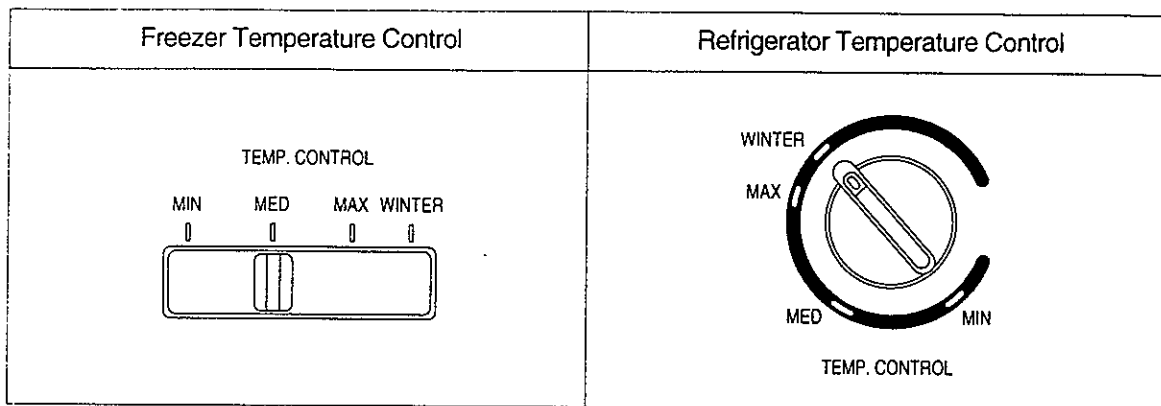 Freezer Temperature Control
Refrigerator Temperature Control
TEMP. CONTROL
MIN MED MAX WINTER
WINTER
MAX
MED
MIN
TEMP. CONTROL